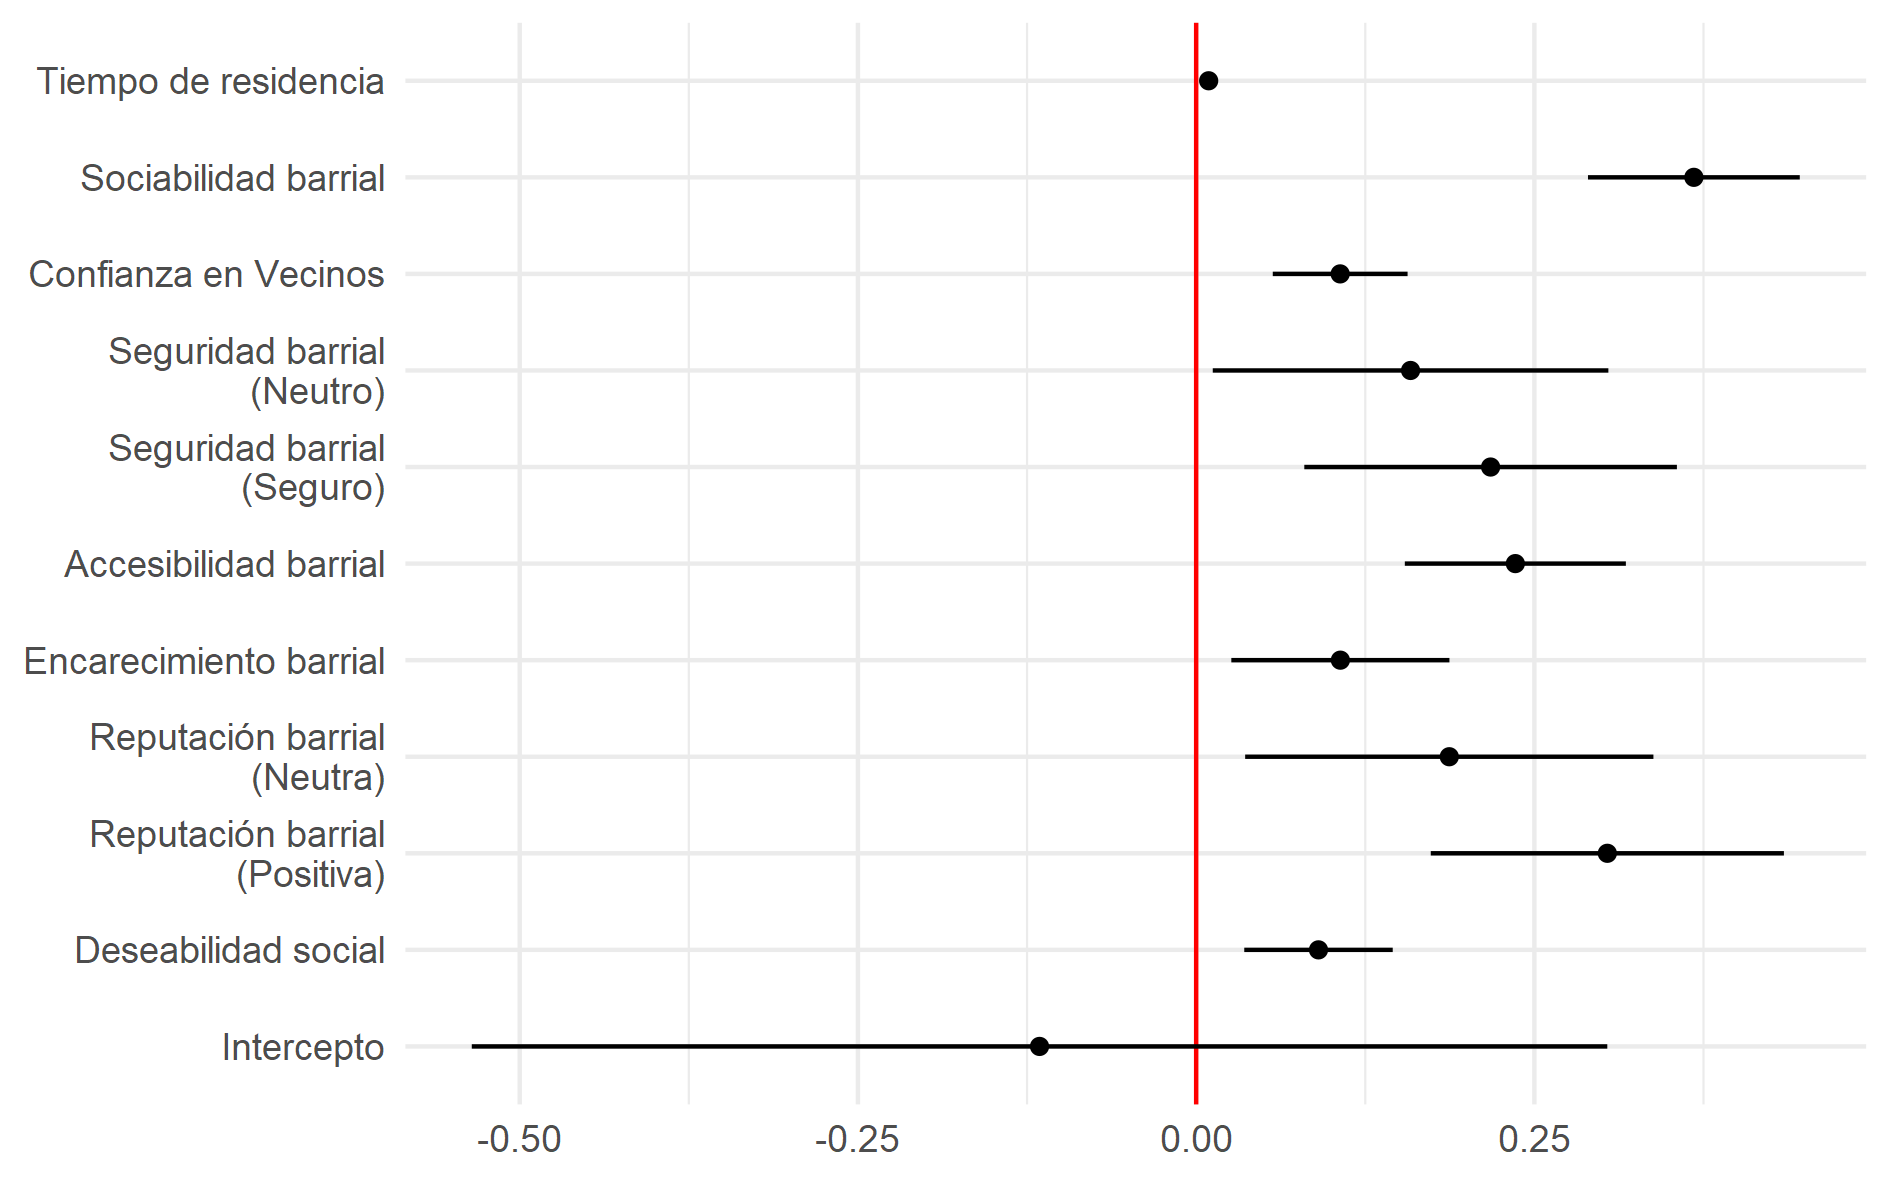 Tiempo de residencia
Sociabilidad barrial
Confianza en Vecinos
Seguridad barrial
(Neutro)
Seguridad barrial
(Seguro)
Accesibilidad barrial
Encarecimiento barrial
Reputación barrial
(Neutra)
Reputación barrial
(Positiva)
Deseabilidad social
Intercepto
-0.50 -0.25 0.00 0.25